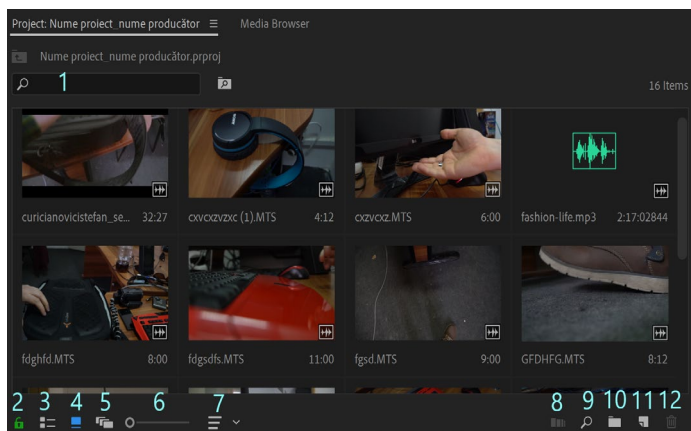 Project: Nume proiect_nume producător
Media Browser
Nume proiect_nume producător.prproj
1
16 Items
curicianovicistefan_se... 32:27
cxvcxzvzxc (1).MTS 4:12
cxzvcxz.MTS 6:00
fashion-life.mp3 2:17:02844
fdghfd.MTS 8:00
fdgsdfs.MTS 11:00
fgsd.MTS 9:00
GFDHFG.MTS 8:12
2 3 4 5 6 7 8 9 10 11 12